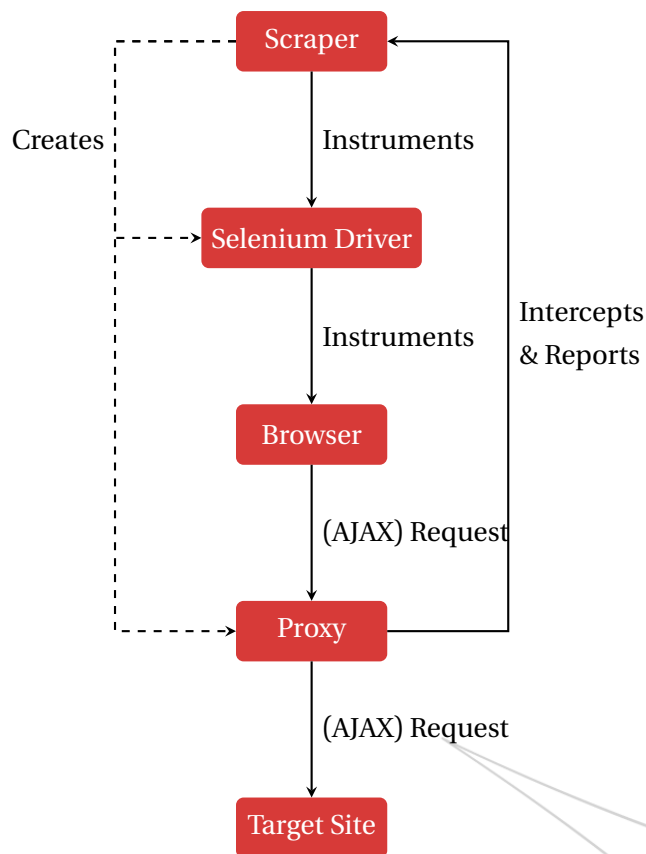 Scraper
Creates
Instruments
Selenium Driver
Instruments
Intercepts
& Reports
Browser
(AJAX) Request
Proxy
(AJAX) Request
Target Site